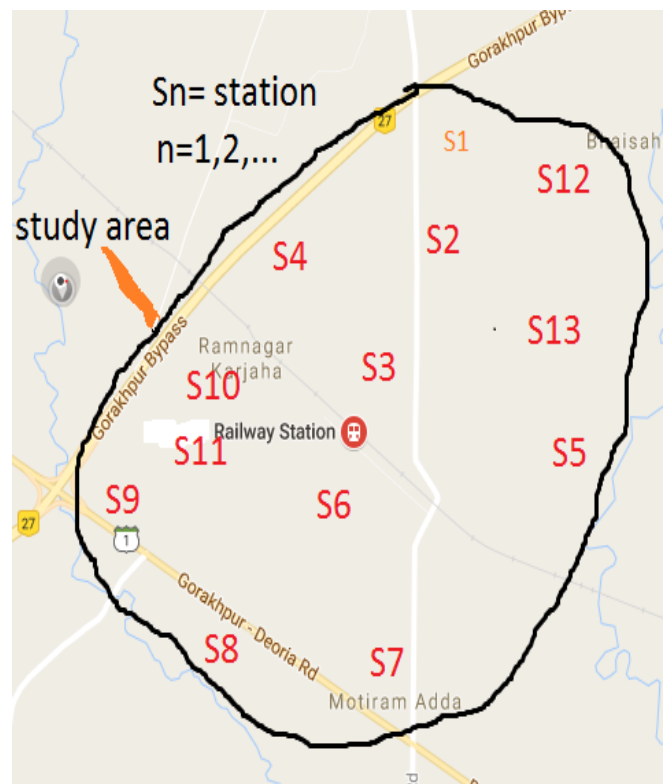 Gorakhpur Bypa
Sn= station
n=1,2,...
27
S1
Bhaisah
S12
study area
S2
S4
S13
Ramnagar
Karjaha
S3
Gorakhpur Bypass
S10
Railway Station
S11
S5
S9
S6
27
1
Gorakhpur - Deoria Rd
S8
S7
Motiram Adda